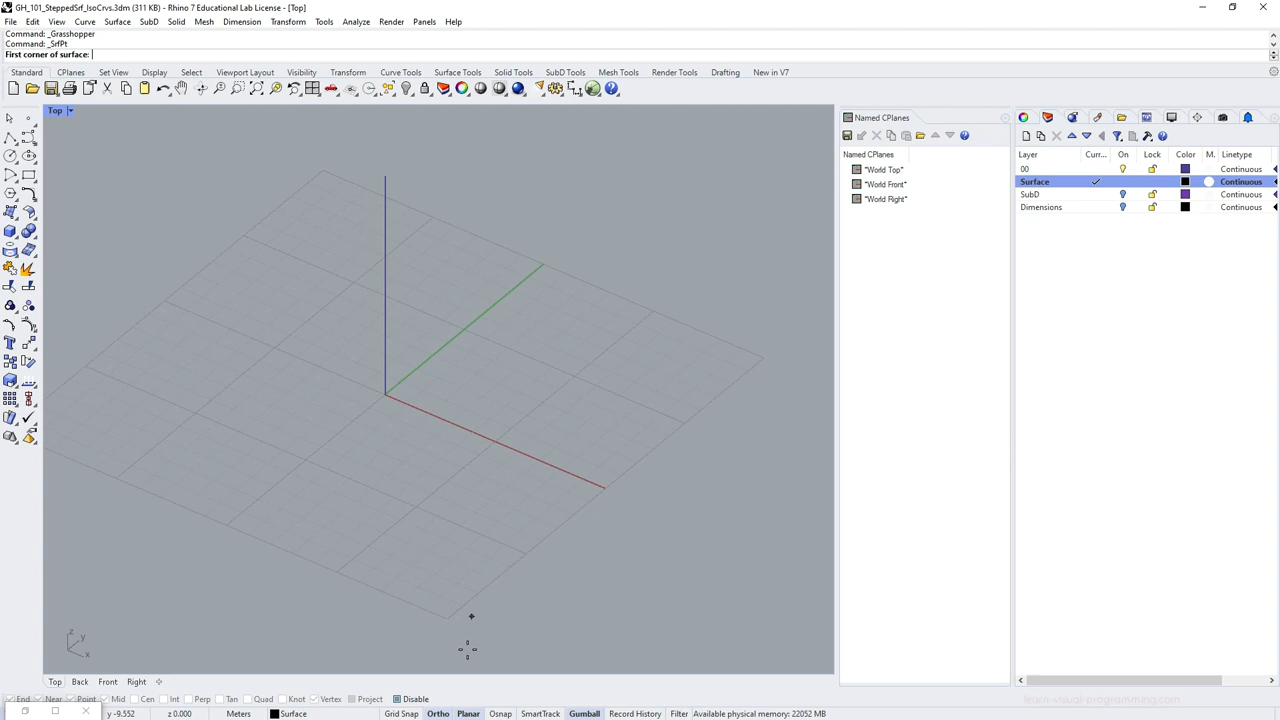 GH_101_SteppedSrf_IsoCrvs.3dm (311 KB) - Rhino 7 Educational Lab License - [Top]
File Edit View Curve Surface SubD Solid Mesh Dimension Transform Tools Analyze Render Panels Help
Command: _Grasshopper
Command: _SrfPt
First corner of surface:
Standard CPlanes Set View Display Select Viewport Layout Visibility Transform Curve Tools Surface Tools Solid Tools SubD Tools Mesh Tools Render Tools Drafting New in V7
Top
Named CPlanes
Named CPlanes
"World Top"
"World Front"
"World Right"
Layer Curr... On Lock Color M. Linetype
00 Continuous
Surface Continuous
SubD Continuous
Dimensions Continuous
z
y
x
Top Back Front Right
End Near Point Mid Cen Int Perp Tan Quad Knot Vertex Project Disable
learn-visual-programming.com
y -9.552 z 0.000 Meters Surface Grid Snap Ortho Planar Osnap SmartTrack Gumball Record History Filter Available physical memory: 22052 MB